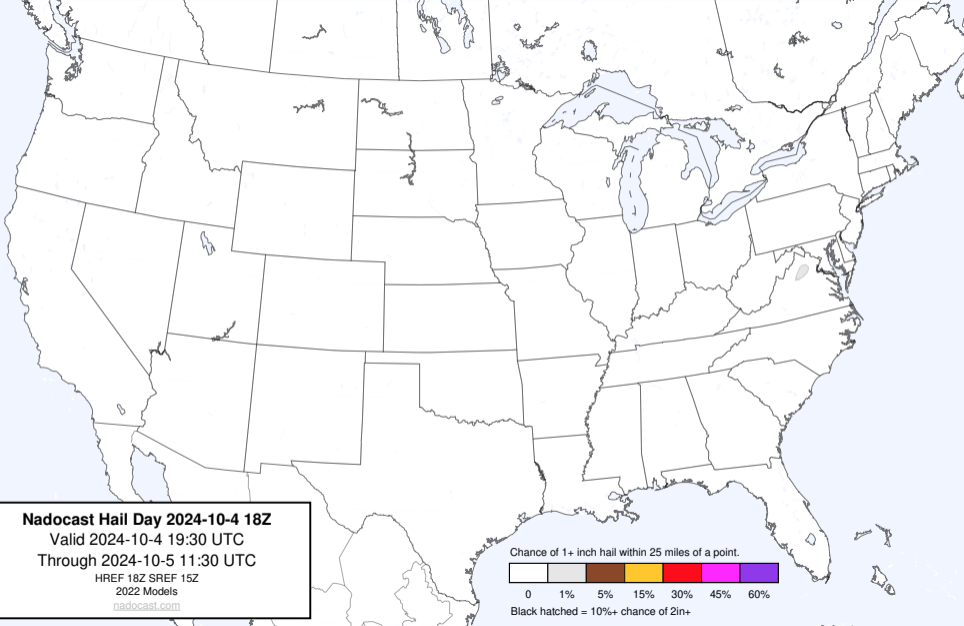 Nadocast Hail Day 2024-10-4 18Z
Valid 2024-10-4 19:30 UTC
Through 2024-10-5 11:30 UTC
HREF 18Z SREF 15Z
2022 Models
nadocast.com
Chance of 1+ inch hail within 25 miles of a point.
0 1% 5% 15% 30% 45% 60%
Black hatched = 10%+ chance of 2in+